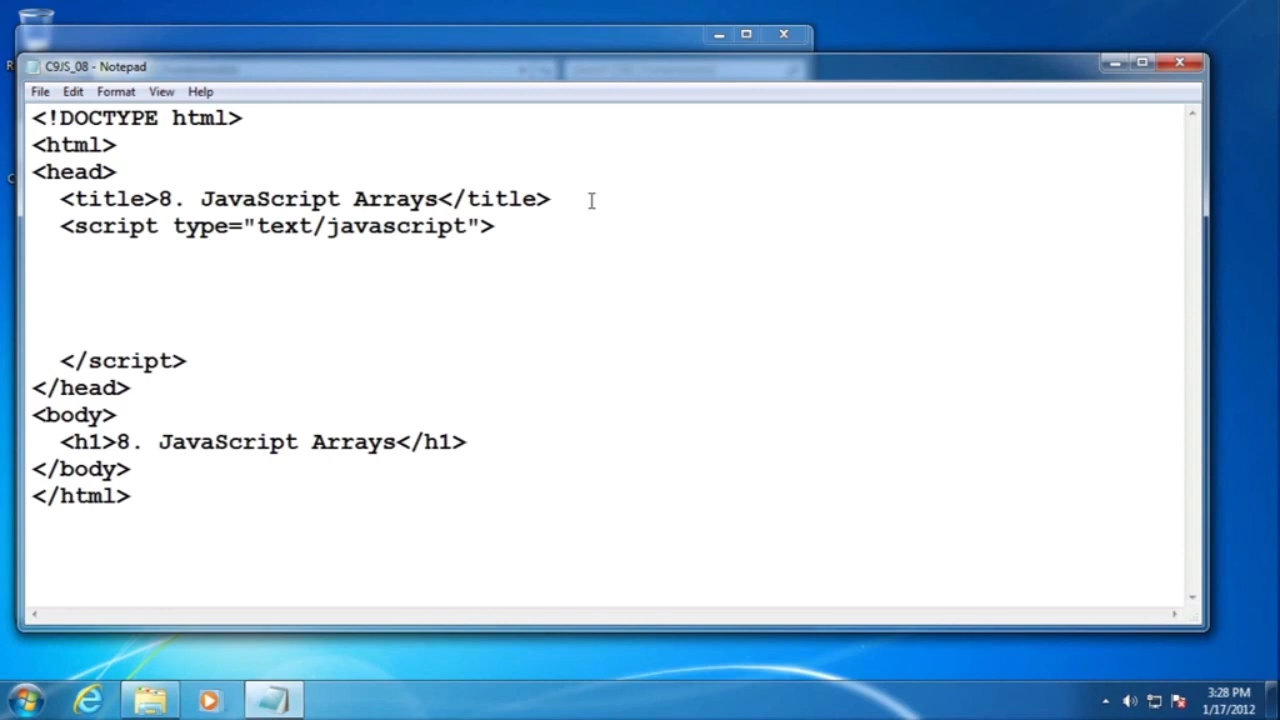 C9JS_08 - Notepad
File Edit Format View Help
<!DOCTYPE html>
<html>
<head>
  <title>8. JavaScript Arrays</title>
  <script type="text/javascript">
  </script>
</head>
<body>
  <h1>8. JavaScript Arrays</h1>
</body>
</html>
3:28 PM
1/17/2012